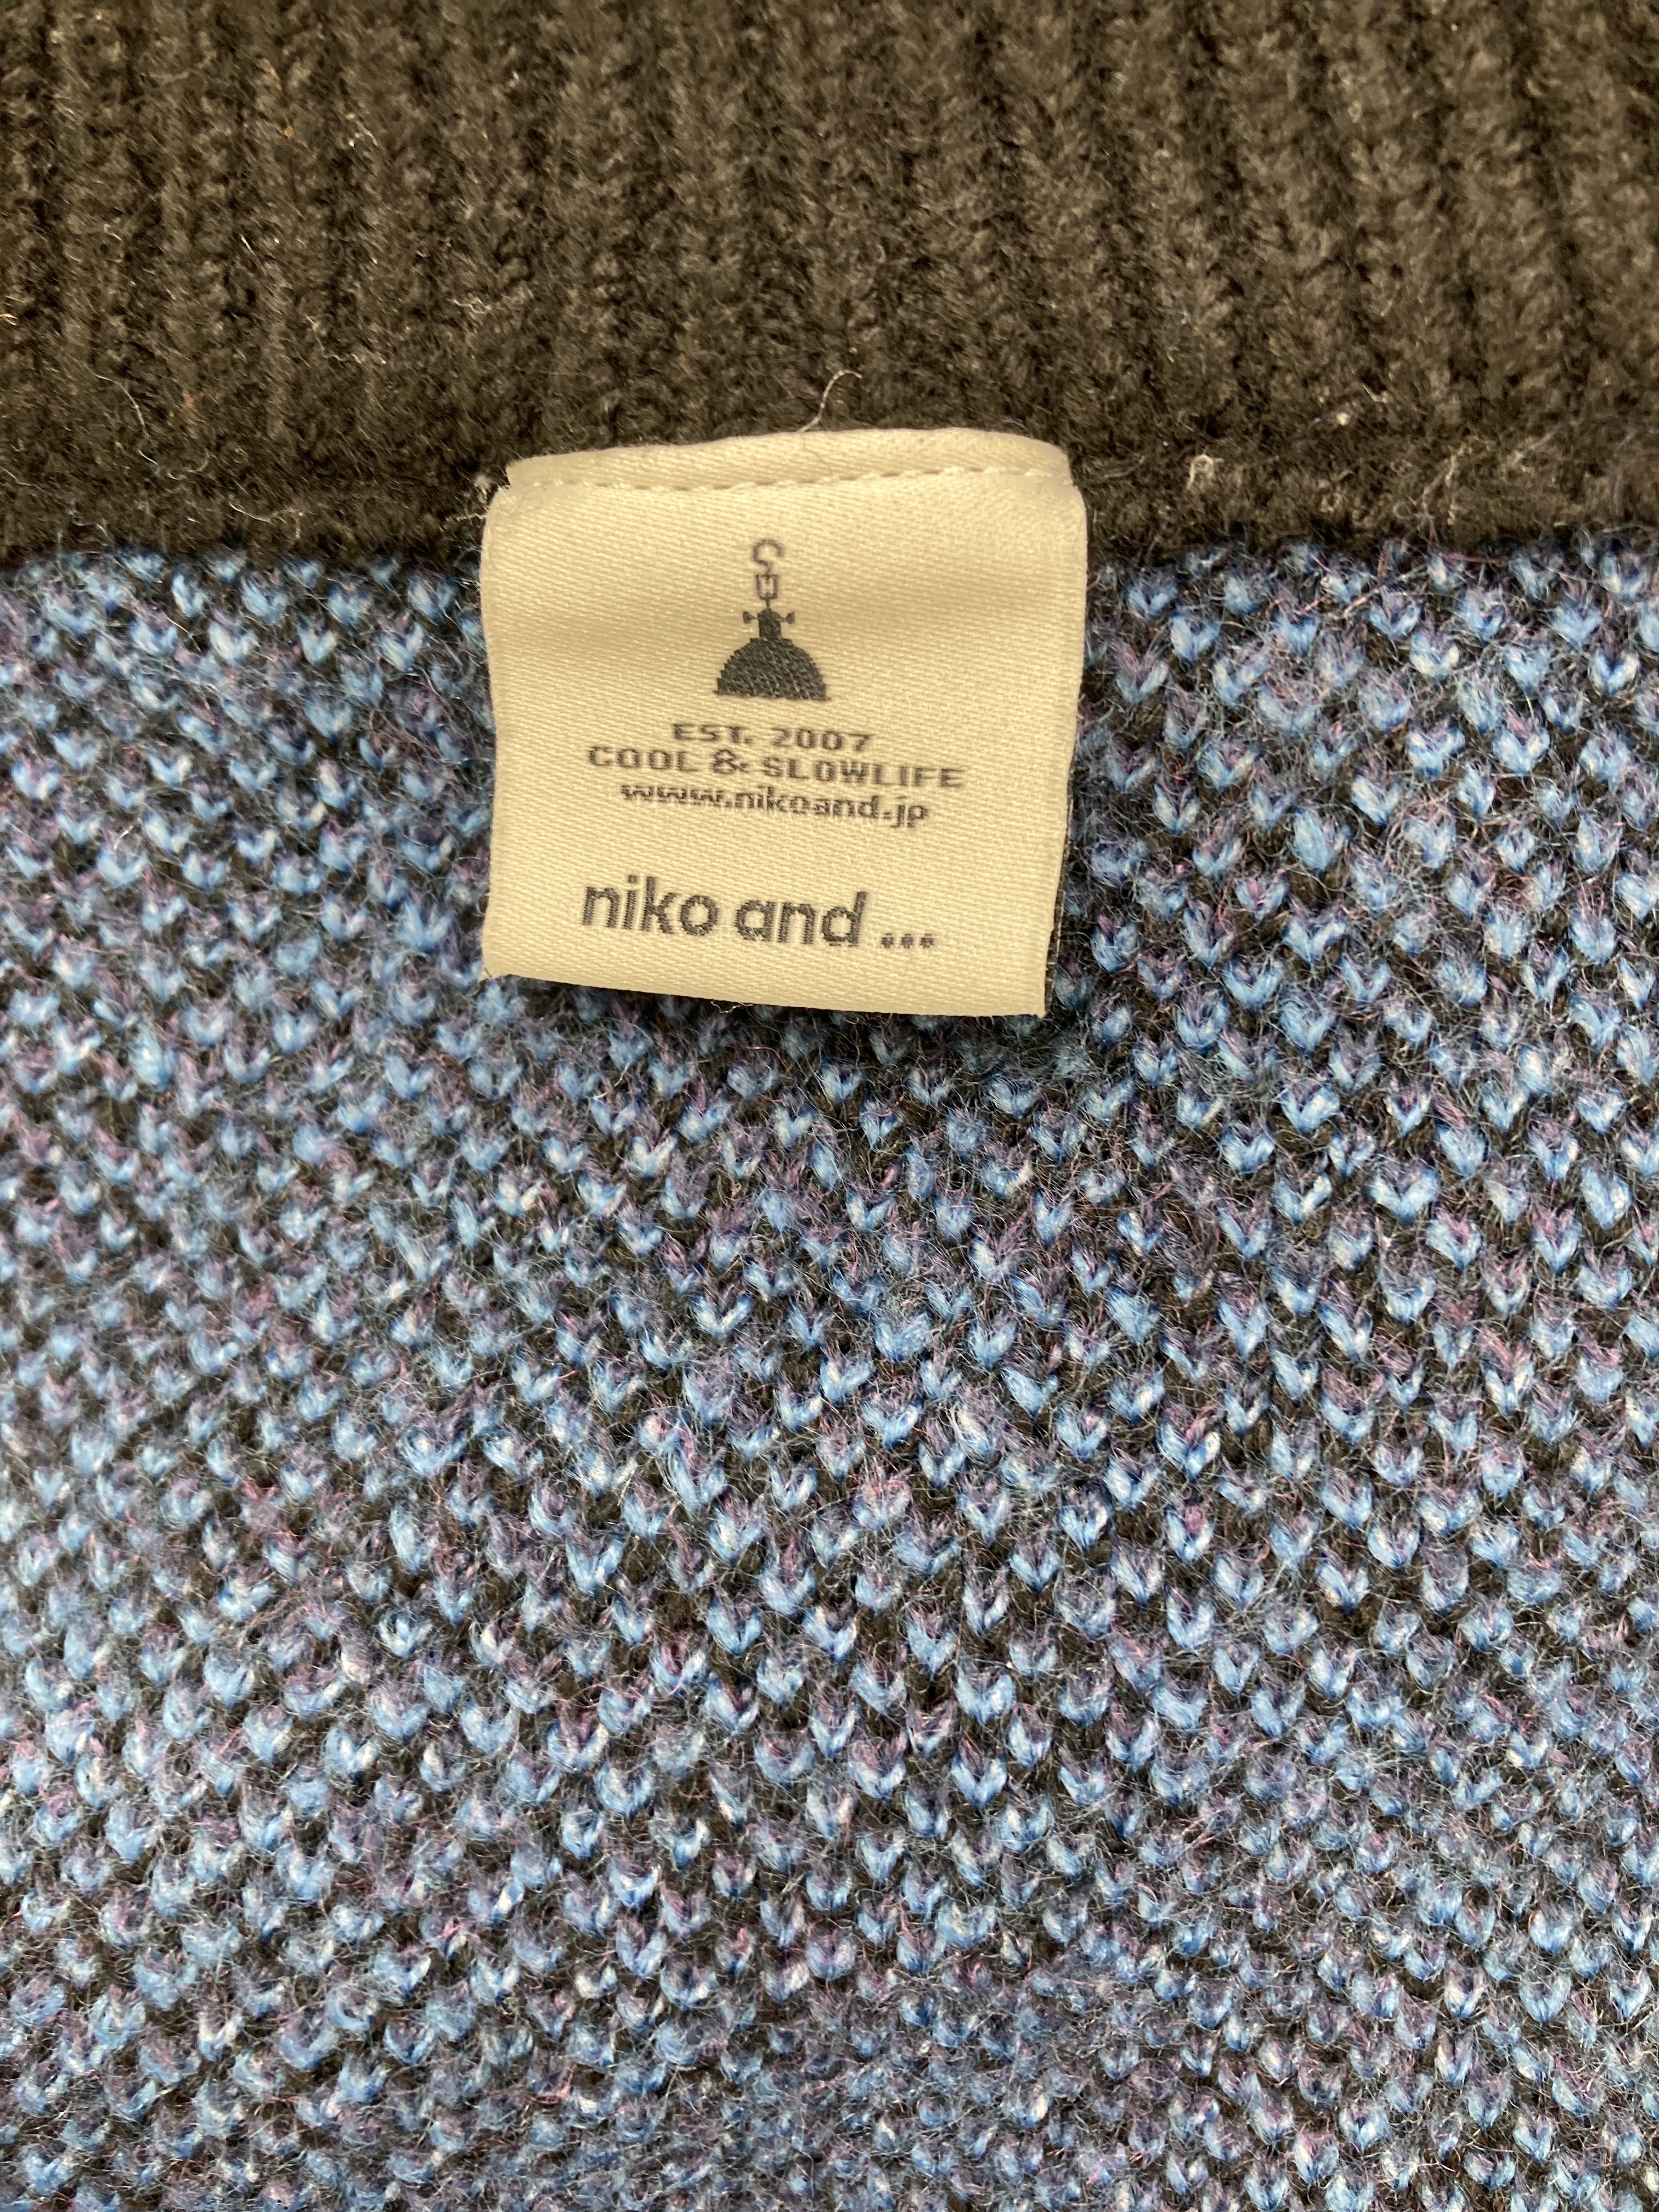 EST. 2007
COOL & SLOWLIFE
www.nikoand.jp
niko and ...